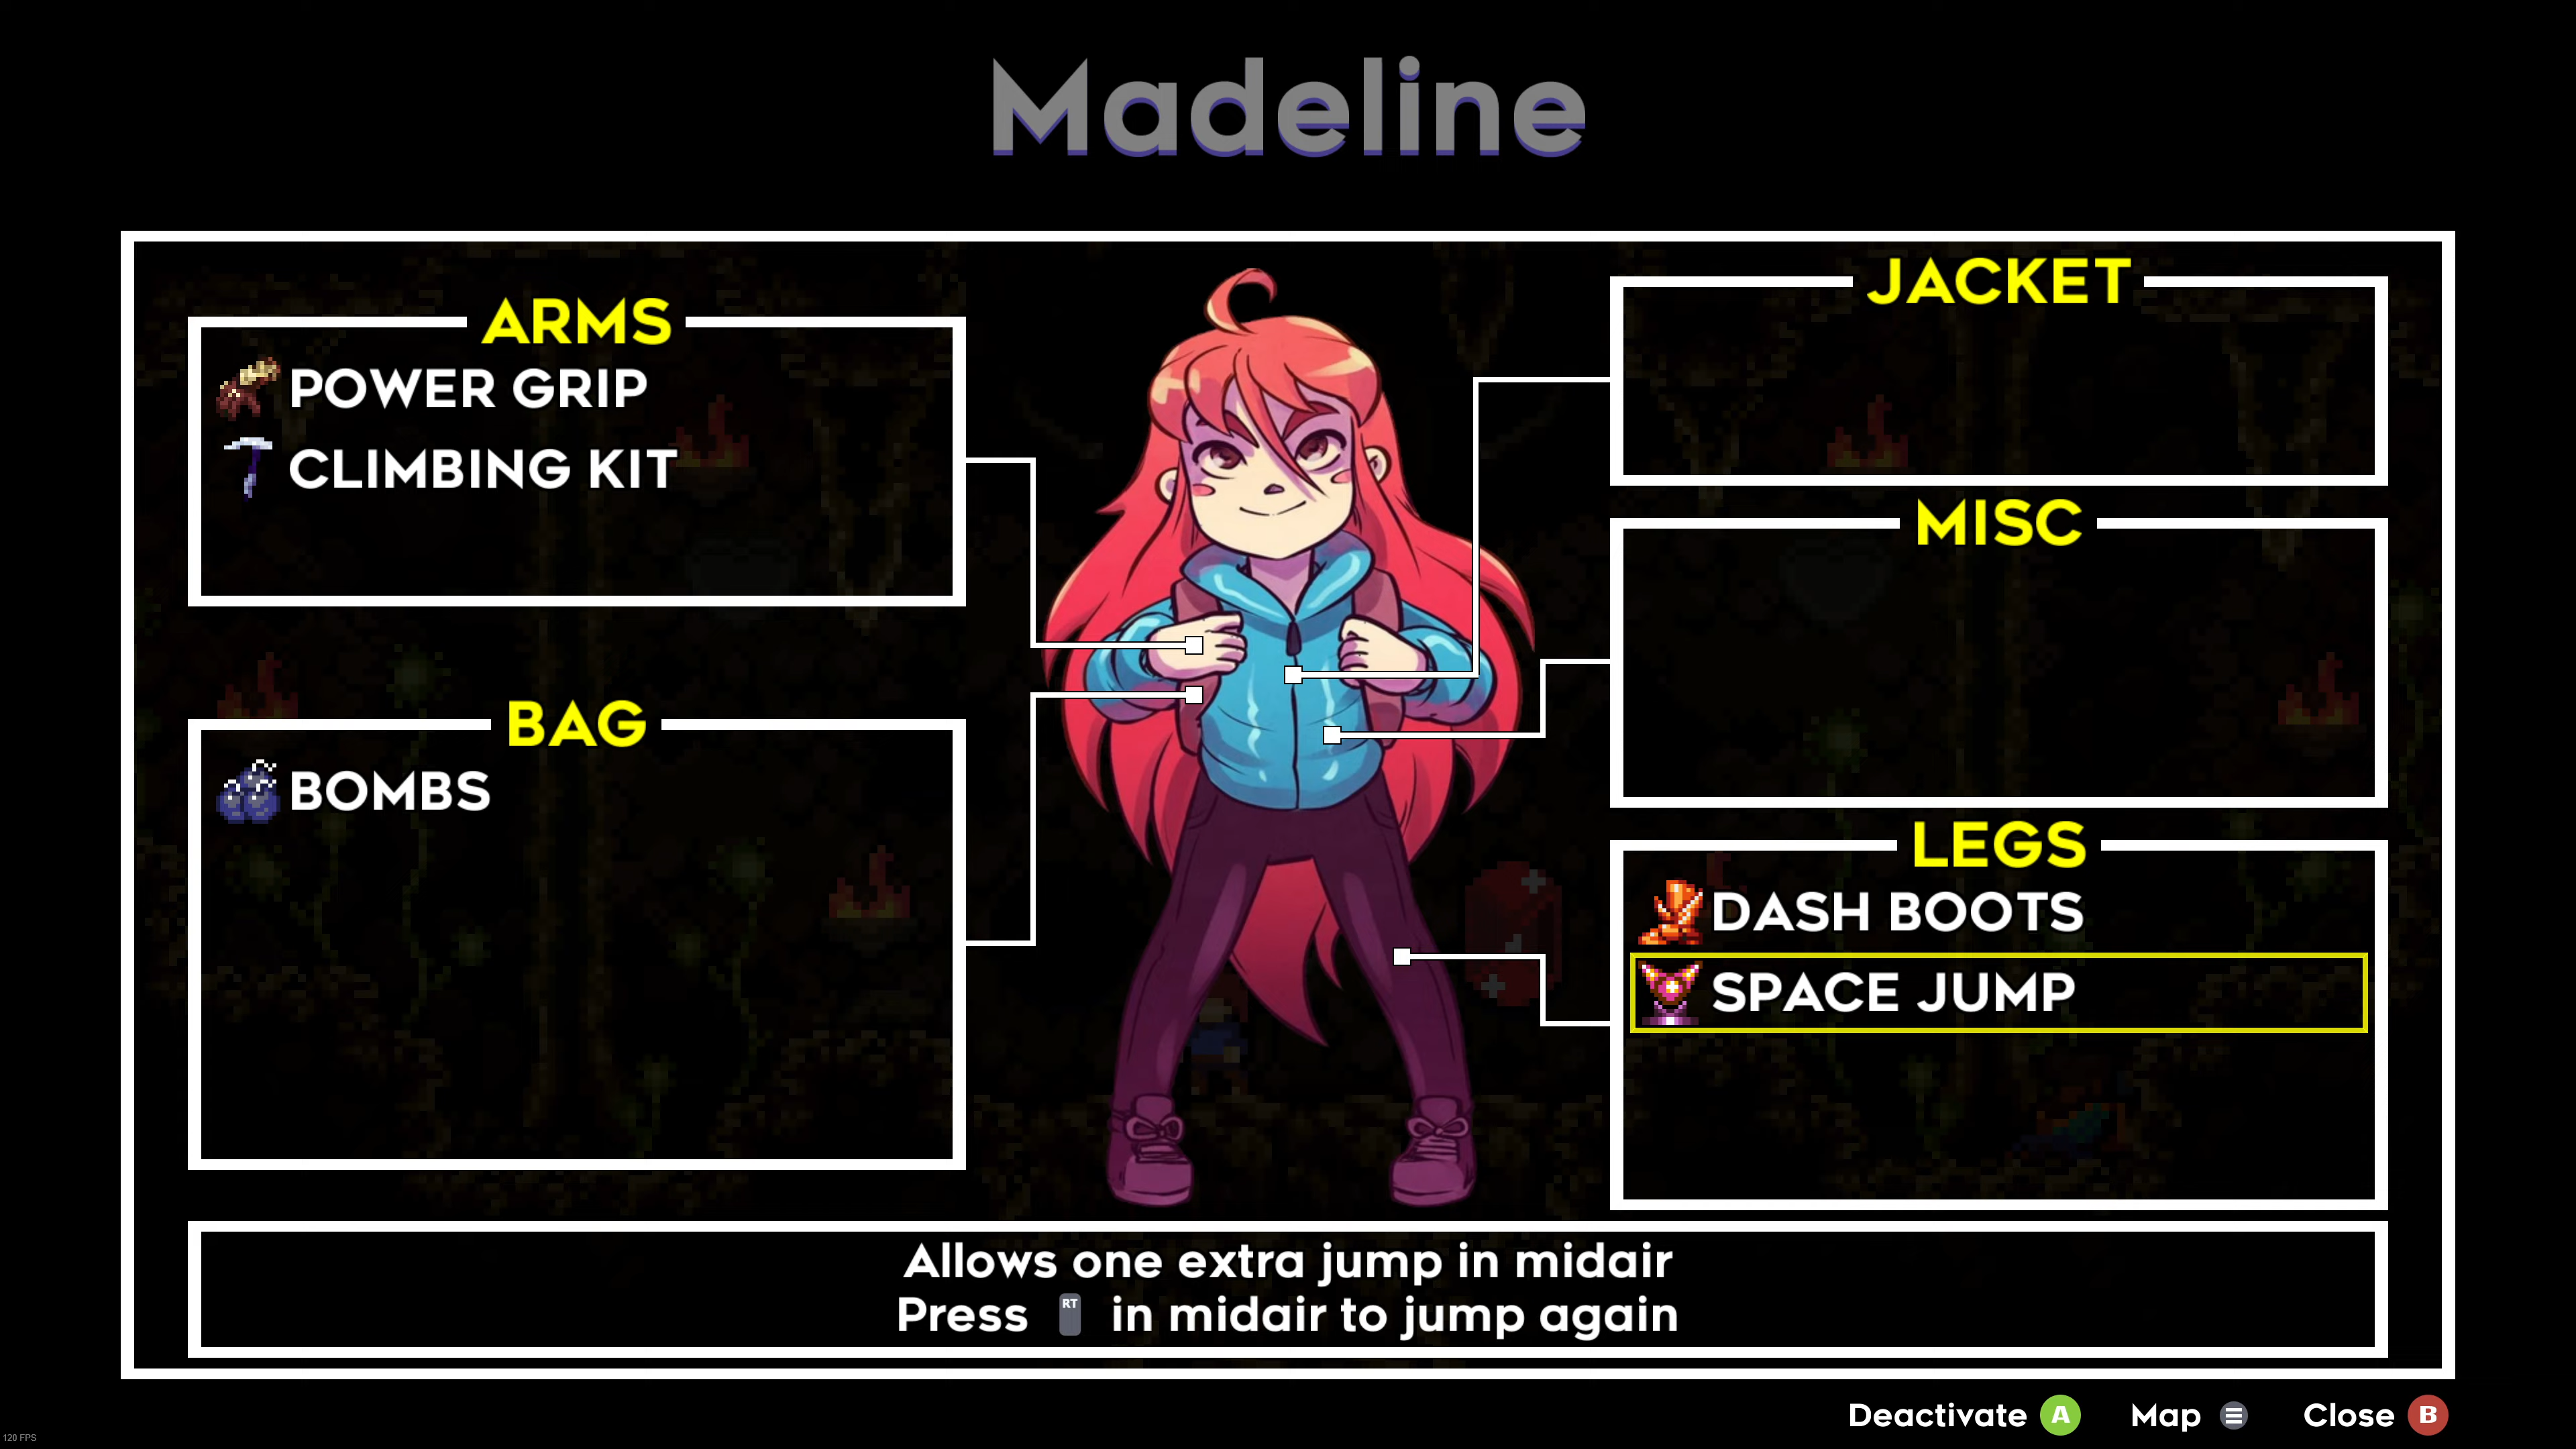 Madeline
ARMS
POWER GRIP
CLIMBING KIT
BAG
BOMBS
JACKET
MISC
LEGS
DASH BOOTS
SPACE JUMP
Allows one extra jump in midair
Press RT in midair to jump again
Deactivate A Map Close B
120 FPS